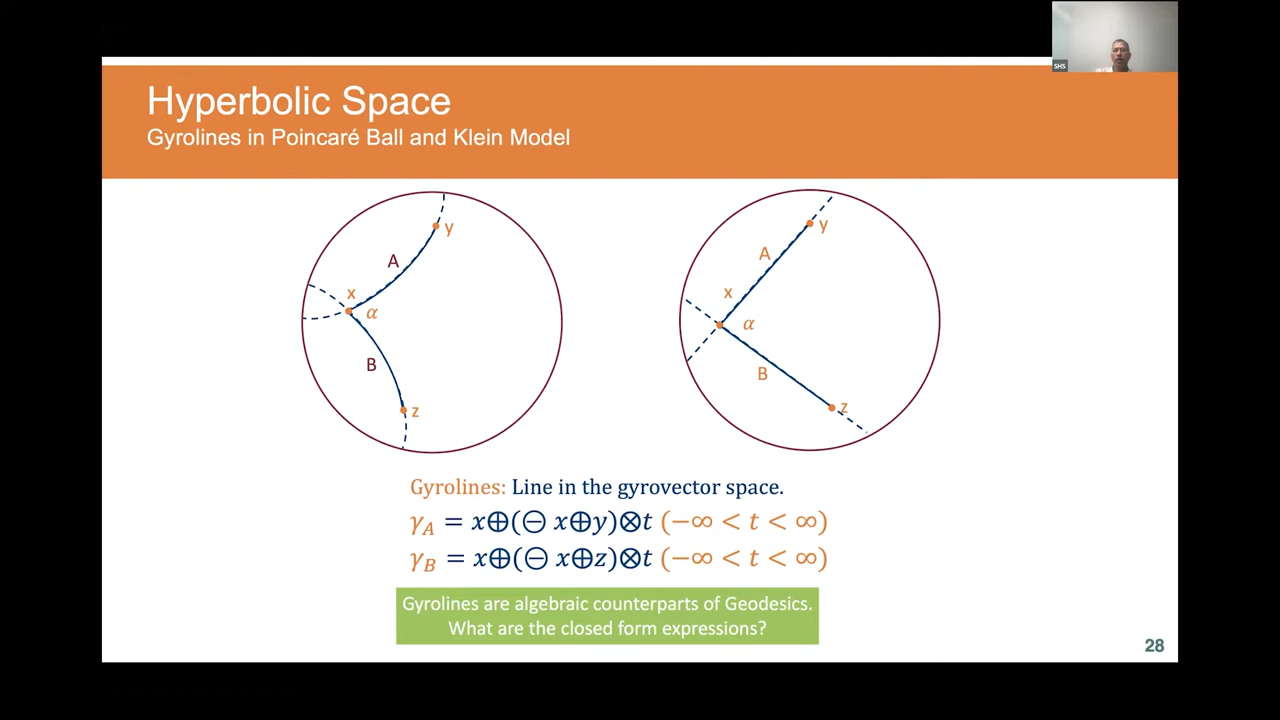 SHS
Hyperbolic Space
Gyrolines in Poincaré Ball and Klein Model
y
A
x
α
B
z
y
A
x
α
B
z
Gyrolines: Line in the gyrovector space.
γ_A = x⊕(⊖ x⊕y)⊗t (−∞ < t < ∞)
γ_B = x⊕(⊖ x⊕z)⊗t (−∞ < t < ∞)
Gyrolines are algebraic counterparts of Geodesics.
What are the closed form expressions?
28